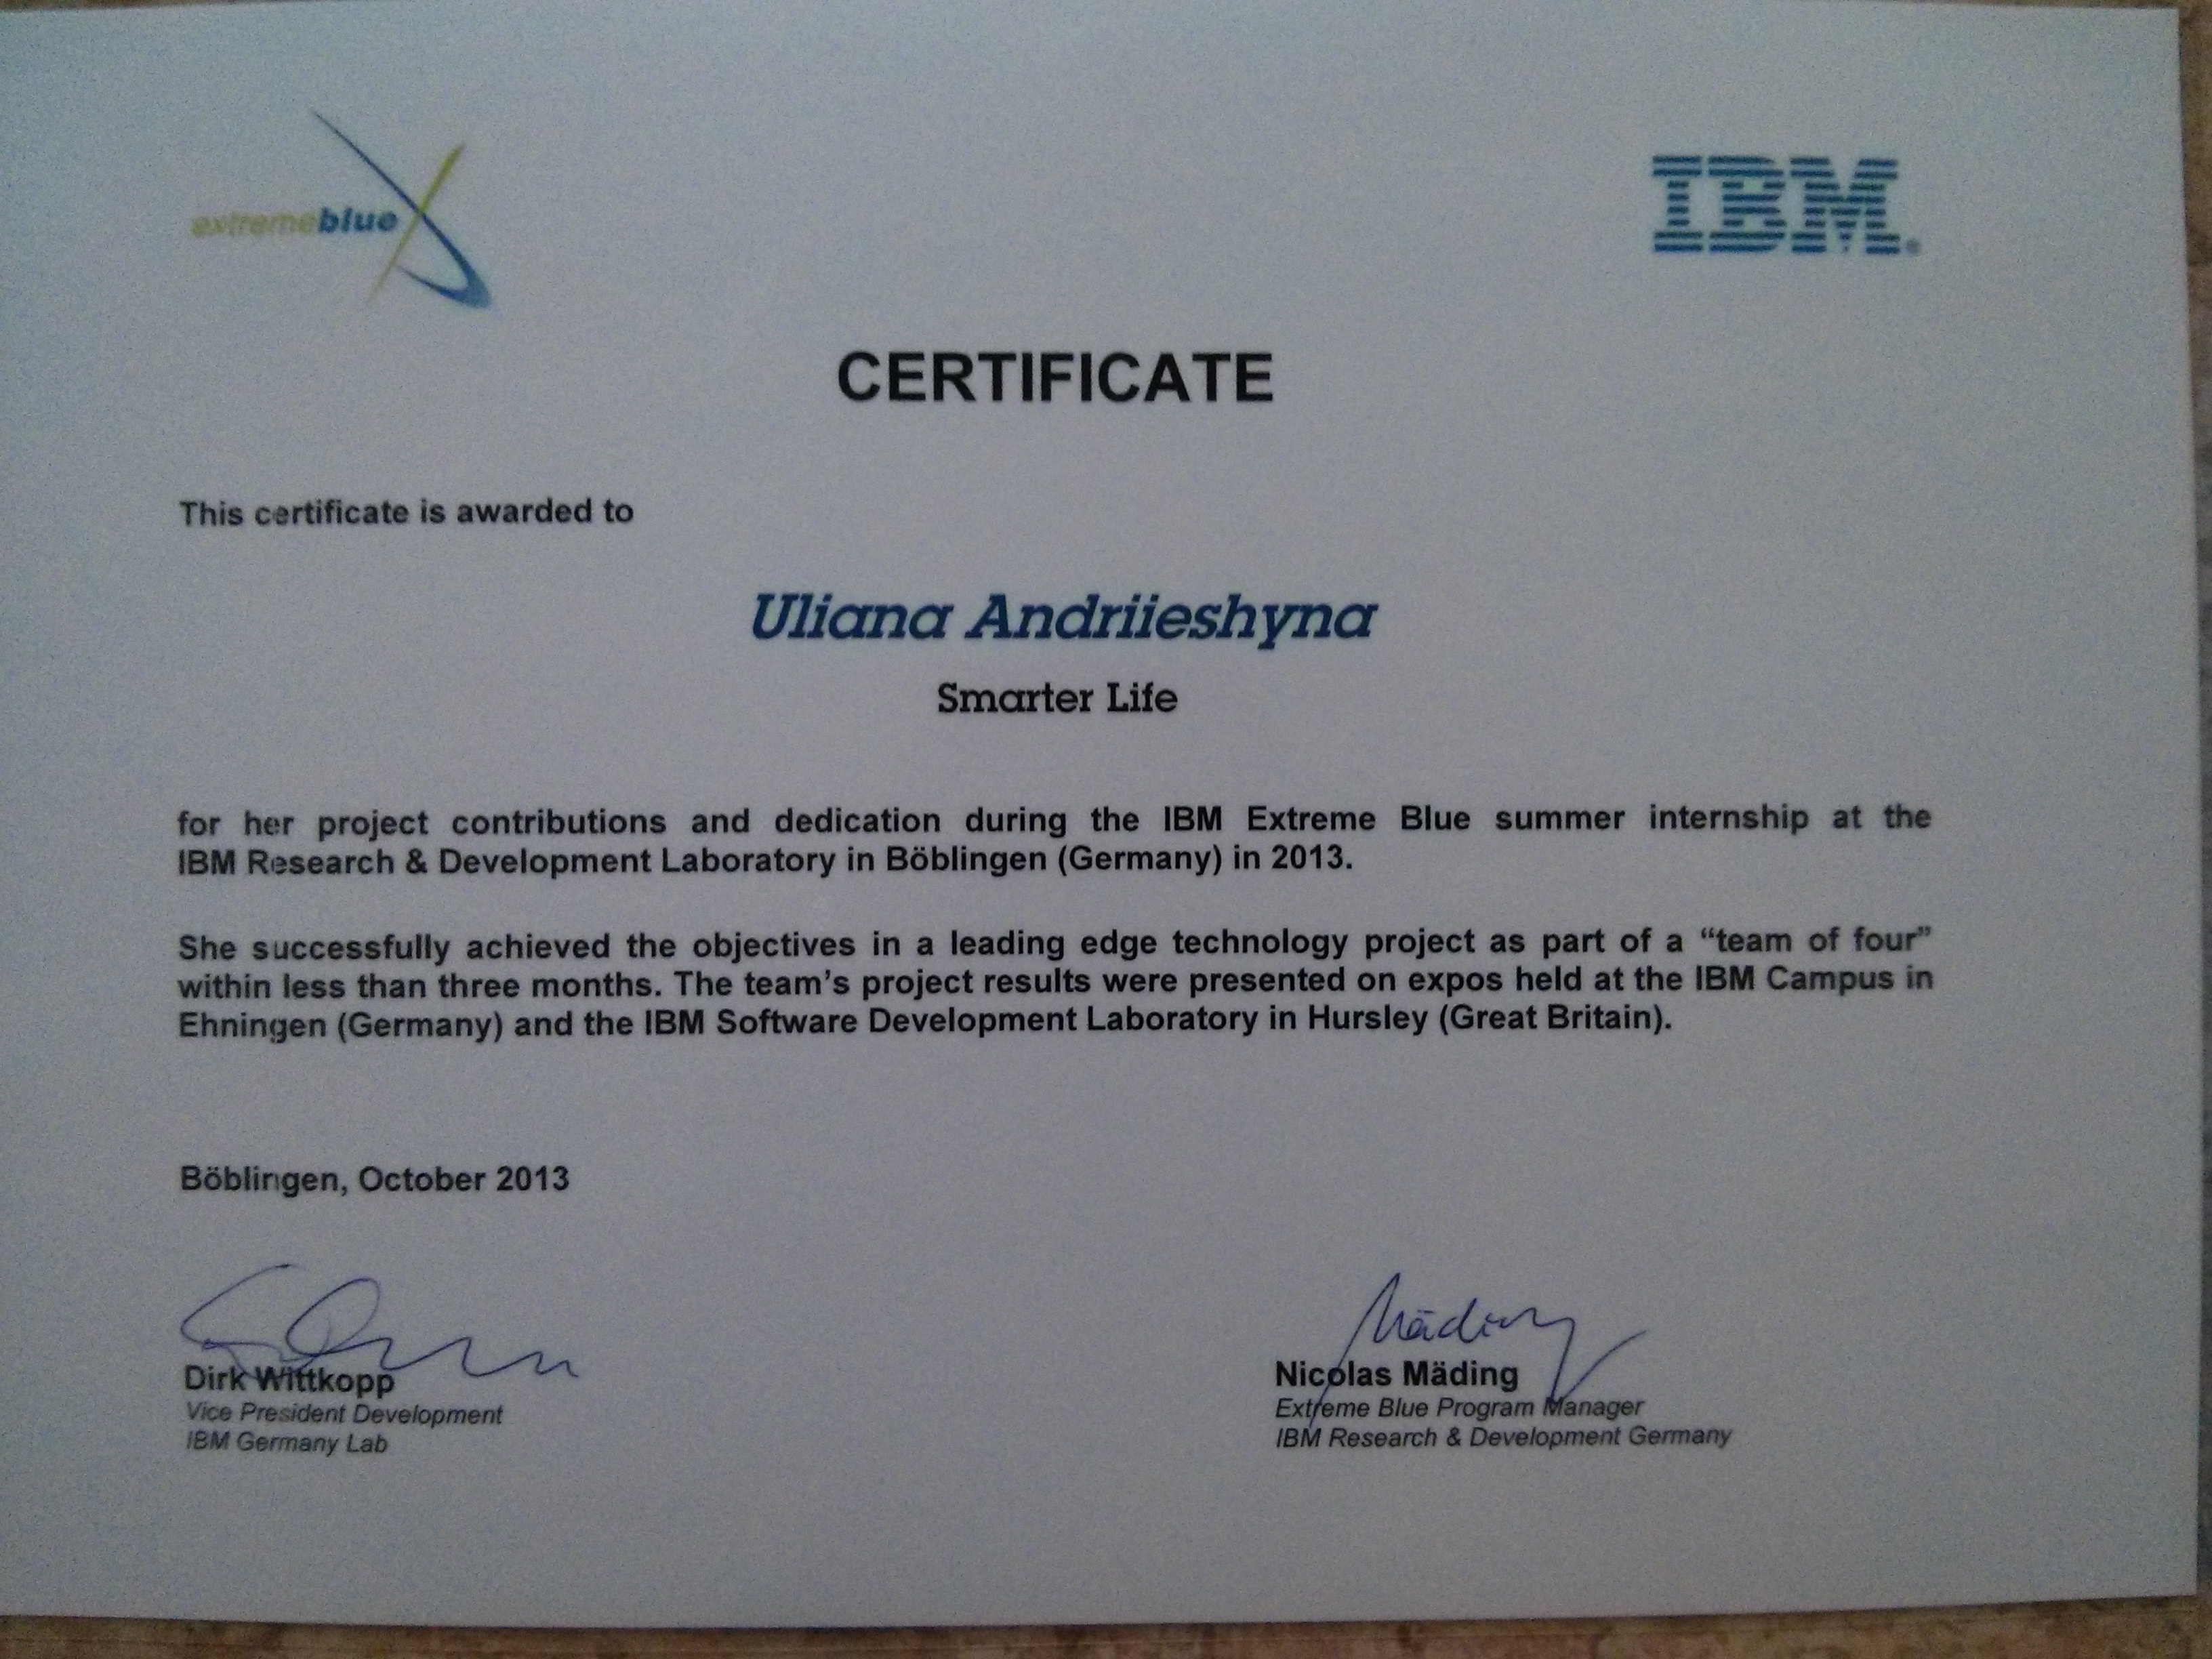 extremeblue
IBM®
CERTIFICATE
This certificate is awarded to
Uliana Andriieshyna
Smarter Life
for her project contributions and dedication during the IBM Extreme Blue summer internship at the
IBM Research & Development Laboratory in Böblingen (Germany) in 2013.
She successfully achieved the objectives in a leading edge technology project as part of a “team of four”
within less than three months. The team’s project results were presented on expos held at the IBM Campus in
Ehningen (Germany) and the IBM Software Development Laboratory in Hursley (Great Britain).
Böblingen, October 2013
Mäding
Dirk Wittkopp
Vice President Development
IBM Germany Lab
Nicolas Mäding
Extreme Blue Program Manager
IBM Research & Development Germany